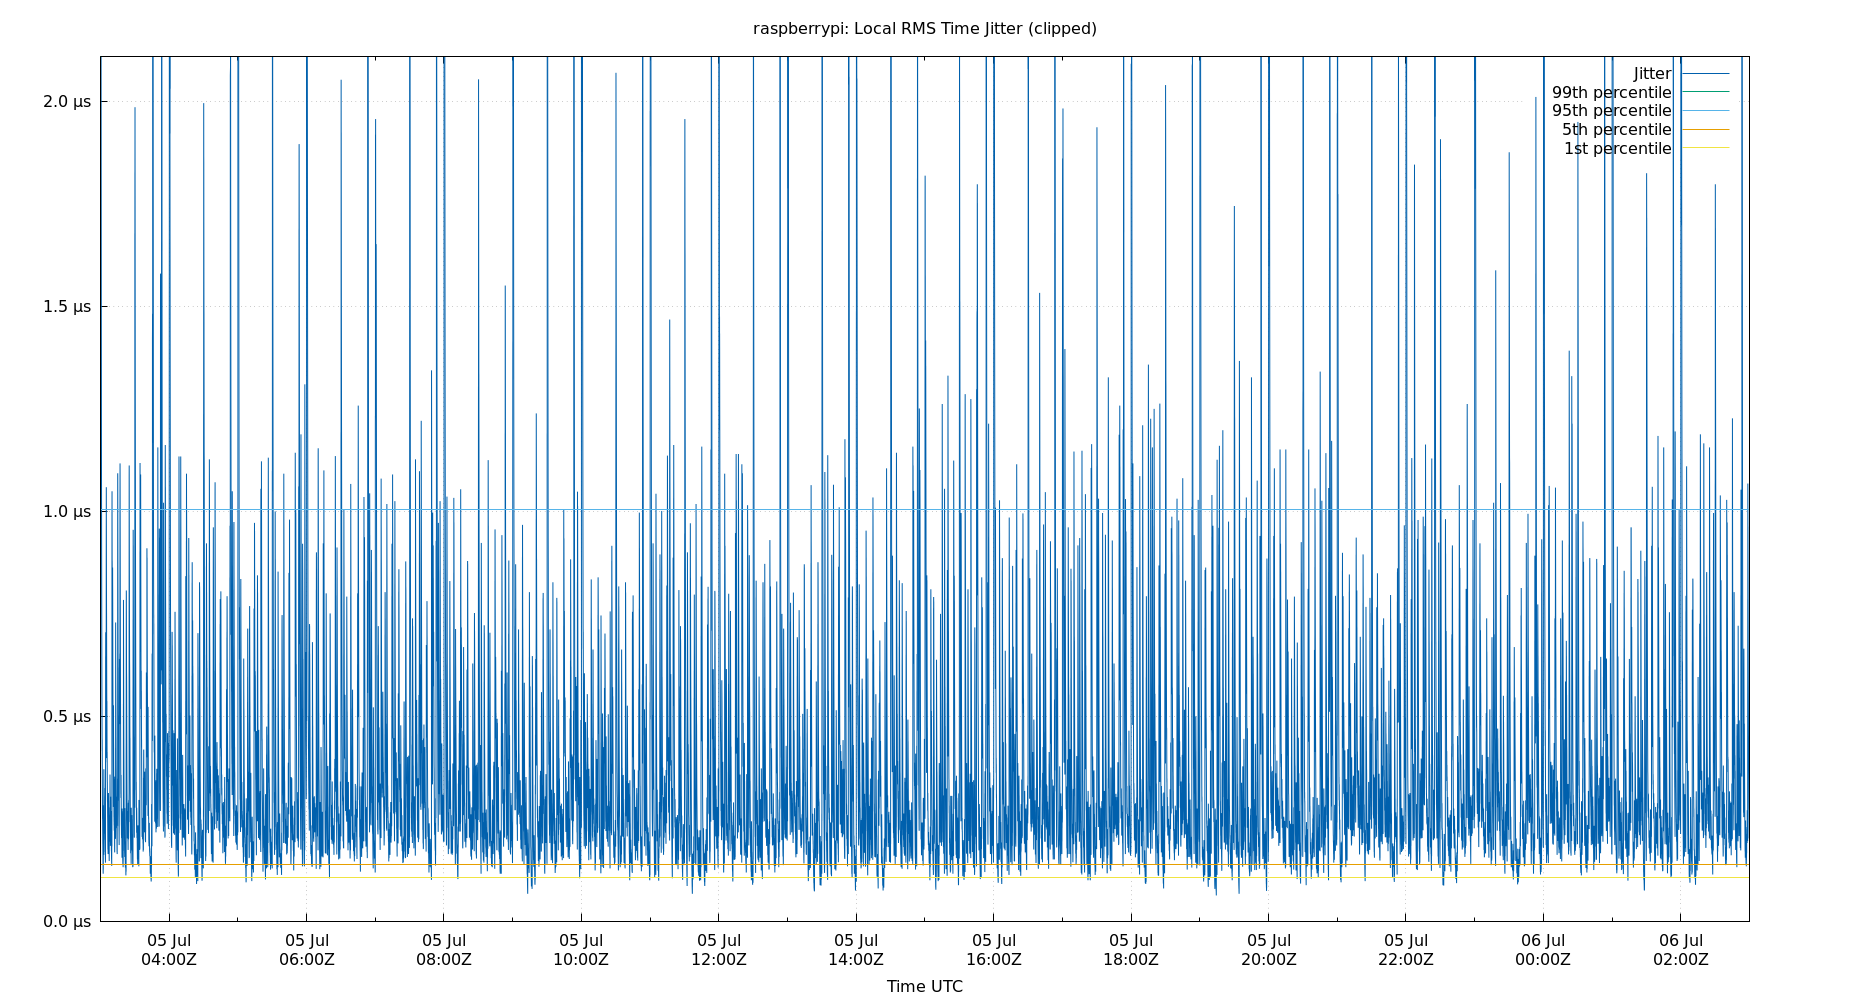 raspberrypi: Local RMS Time Jitter (clipped)
Jitter
99th percentile
95th percentile
5th percentile
1st percentile
2.0 µs
1.5 µs
1.0 µs
0.5 µs
0.0 µs
05 Jul 05 Jul 05 Jul 05 Jul 05 Jul 05 Jul 05 Jul 05 Jul 05 Jul 05 Jul 06 Jul 06 Jul
04:00Z 06:00Z 08:00Z 10:00Z 12:00Z 14:00Z 16:00Z 18:00Z 20:00Z 22:00Z 00:00Z 02:00Z
Time UTC